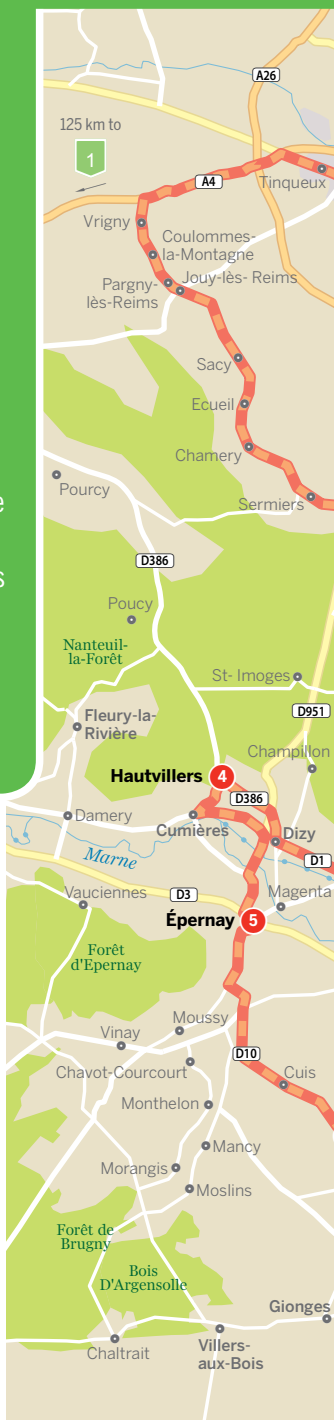 A26
125 km to
1
A4
Tinqueux
Vrigny
Coulommes-
la-Montagne
Pargny-
lès-Reims
Jouy-lès- Reims
Sacy
Ecueil
Chamery
Pourcy
Sermiers
e
D386
s
Poucy
Nanteuil-
la-Forêt
St- Imoges
D951
Fleury-la-
Rivière
Champillon
Hautvillers 4
D386
Damery
Cumières
Dizy
Marne
D1
Vauciennes
D3
Magenta
Épernay 5
Forêt
d'Epernay
Moussy
Vinay
D10
Chavot-Courcourt
Cuis
Monthelon
Mancy
Morangis
Moslins
Forêt de
Brugny
Bois
D'Argensolle
Gionges
Chaltrait
Villers-
aux-Bois